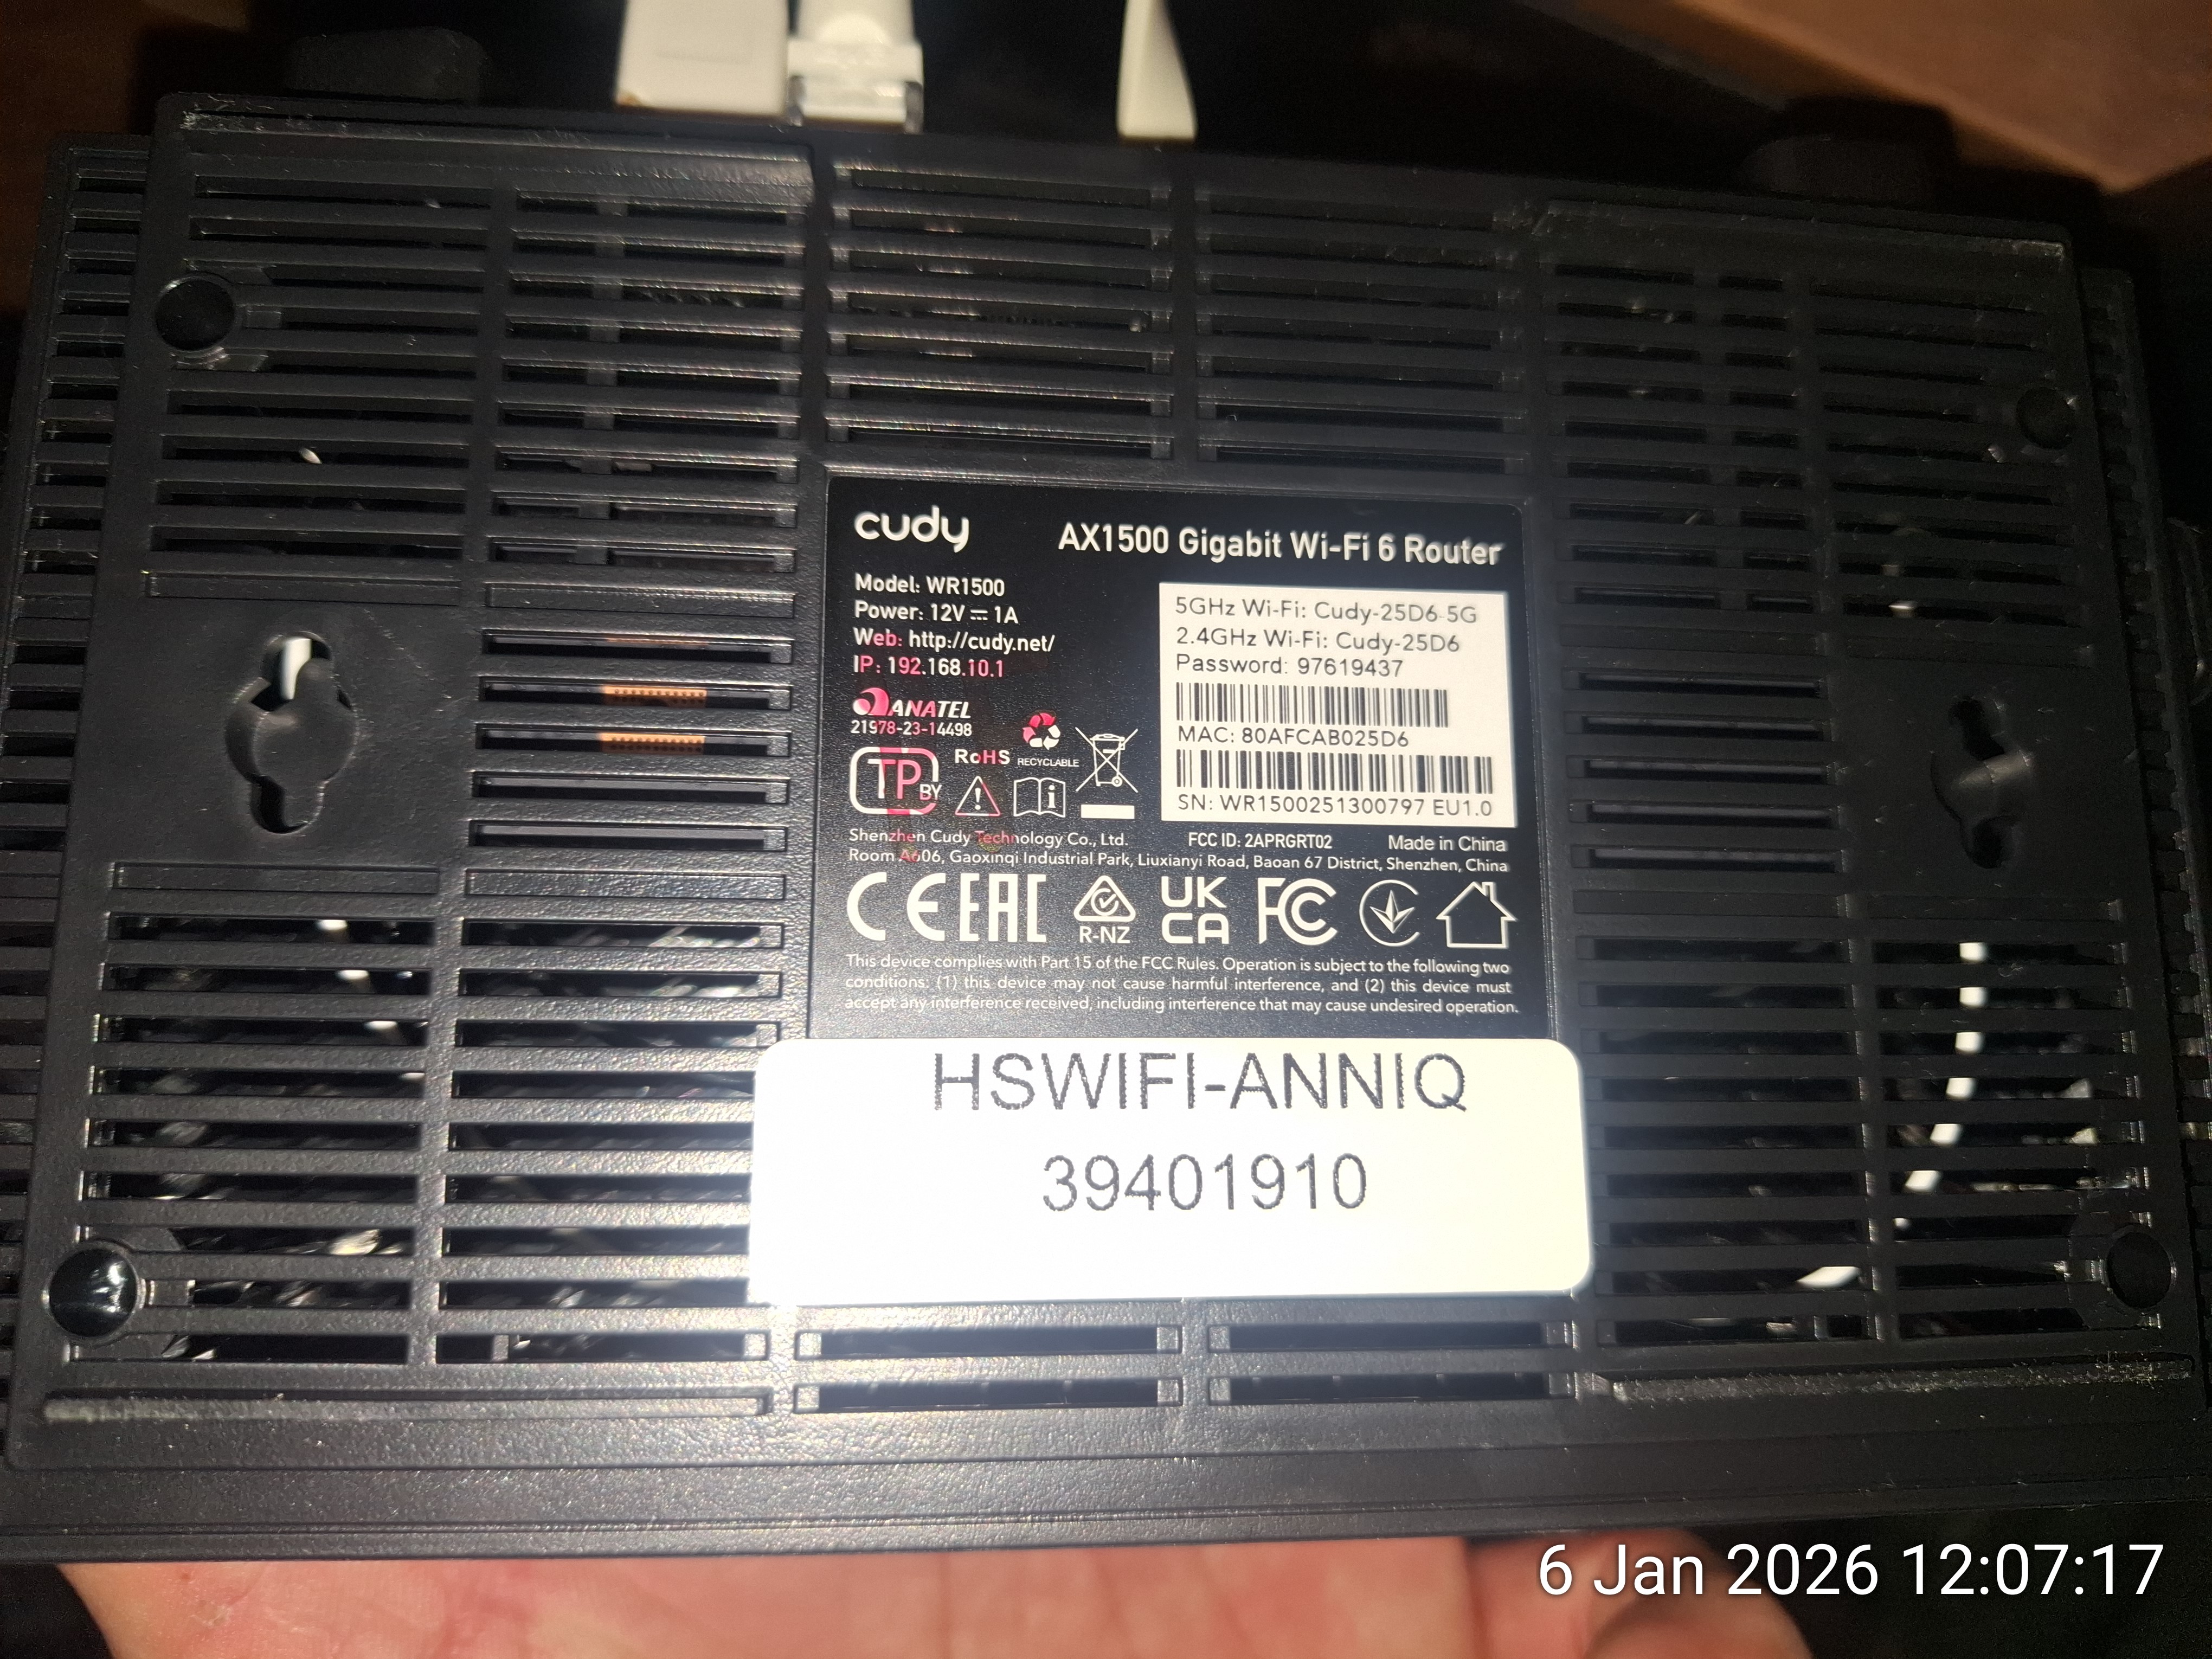 cudy
AX1500 Gigabit Wi-Fi 6 Router
Model: WR1500
Power: 12V ⎓ 1A
Web: http://cudy.net/
IP: 192.168.10.1
5GHz Wi-Fi: Cudy-25D6-5G
2.4GHz Wi-Fi: Cudy-25D6
Password: 97619437
MAC: 80AFCAB025D6
SN: WR1500251300797 EU1.0
ANATEL
21978-23-14498
RoHS
RECYCLABLE
TP BY
Shenzhen Cudy Technology Co., Ltd. FCC ID: 2APRGRT02 Made in China
Room A606, Gaoxinqi Industrial Park, Liuxianyi Road, Baoan 67 District, Shenzhen, China
CE EAC R-NZ UK CA FC
This device complies with Part 15 of the FCC Rules. Operation is subject to the following two
conditions: (1) this device may not cause harmful interference, and (2) this device must
accept any interference received, including interference that may cause undesired operation.
HSWIFI-ANNIQ
39401910
6 Jan 2026 12:07:17